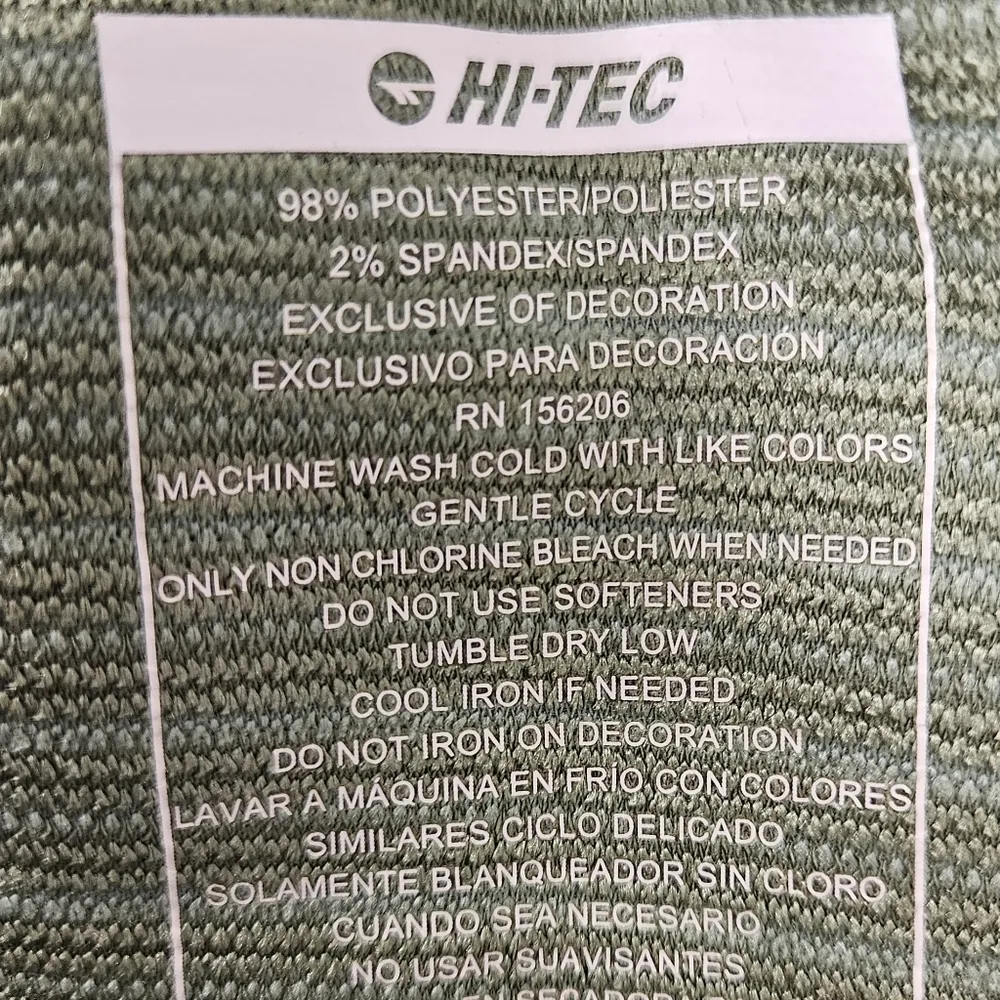 HI-TEC
98% POLYESTER/POLIESTER
2% SPANDEX/SPANDEX
EXCLUSIVE OF DECORATION
EXCLUSIVO PARA DECORACIÓN
RN 156206
MACHINE WASH COLD WITH LIKE COLORS
GENTLE CYCLE
ONLY NON CHLORINE BLEACH WHEN NEEDED
DO NOT USE SOFTENERS
TUMBLE DRY LOW
COOL IRON IF NEEDED
DO NOT IRON ON DECORATION
LAVAR A MÁQUINA EN FRÍO CON COLORES
SIMILARES CICLO DELICADO
SOLAMENTE BLANQUEADOR SIN CLORO
CUANDO SEA NECESARIO
NO USAR SUAVISANTES